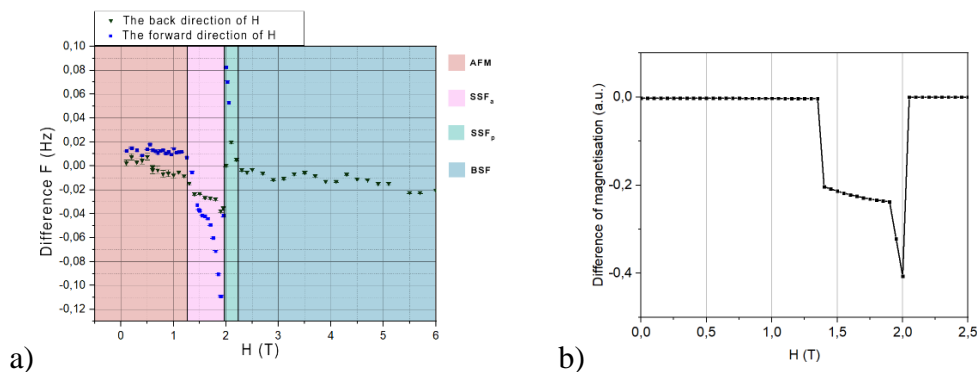 The back direction of H
The forward direction of H
0,10
0,08
0,06
0,04
0,02
0,00
-0,02
-0,04
-0,06
-0,08
-0,10
-0,12
Difference F (Hz)
0 1 2 3 4 5 6
H (T)
AFM
SSFa
SSFp
BSF
a)
0,0
-0,2
-0,4
Difference of magnetisation (a.u.)
0,0 0,5 1,0 1,5 2,0 2,5
H (T)
b)